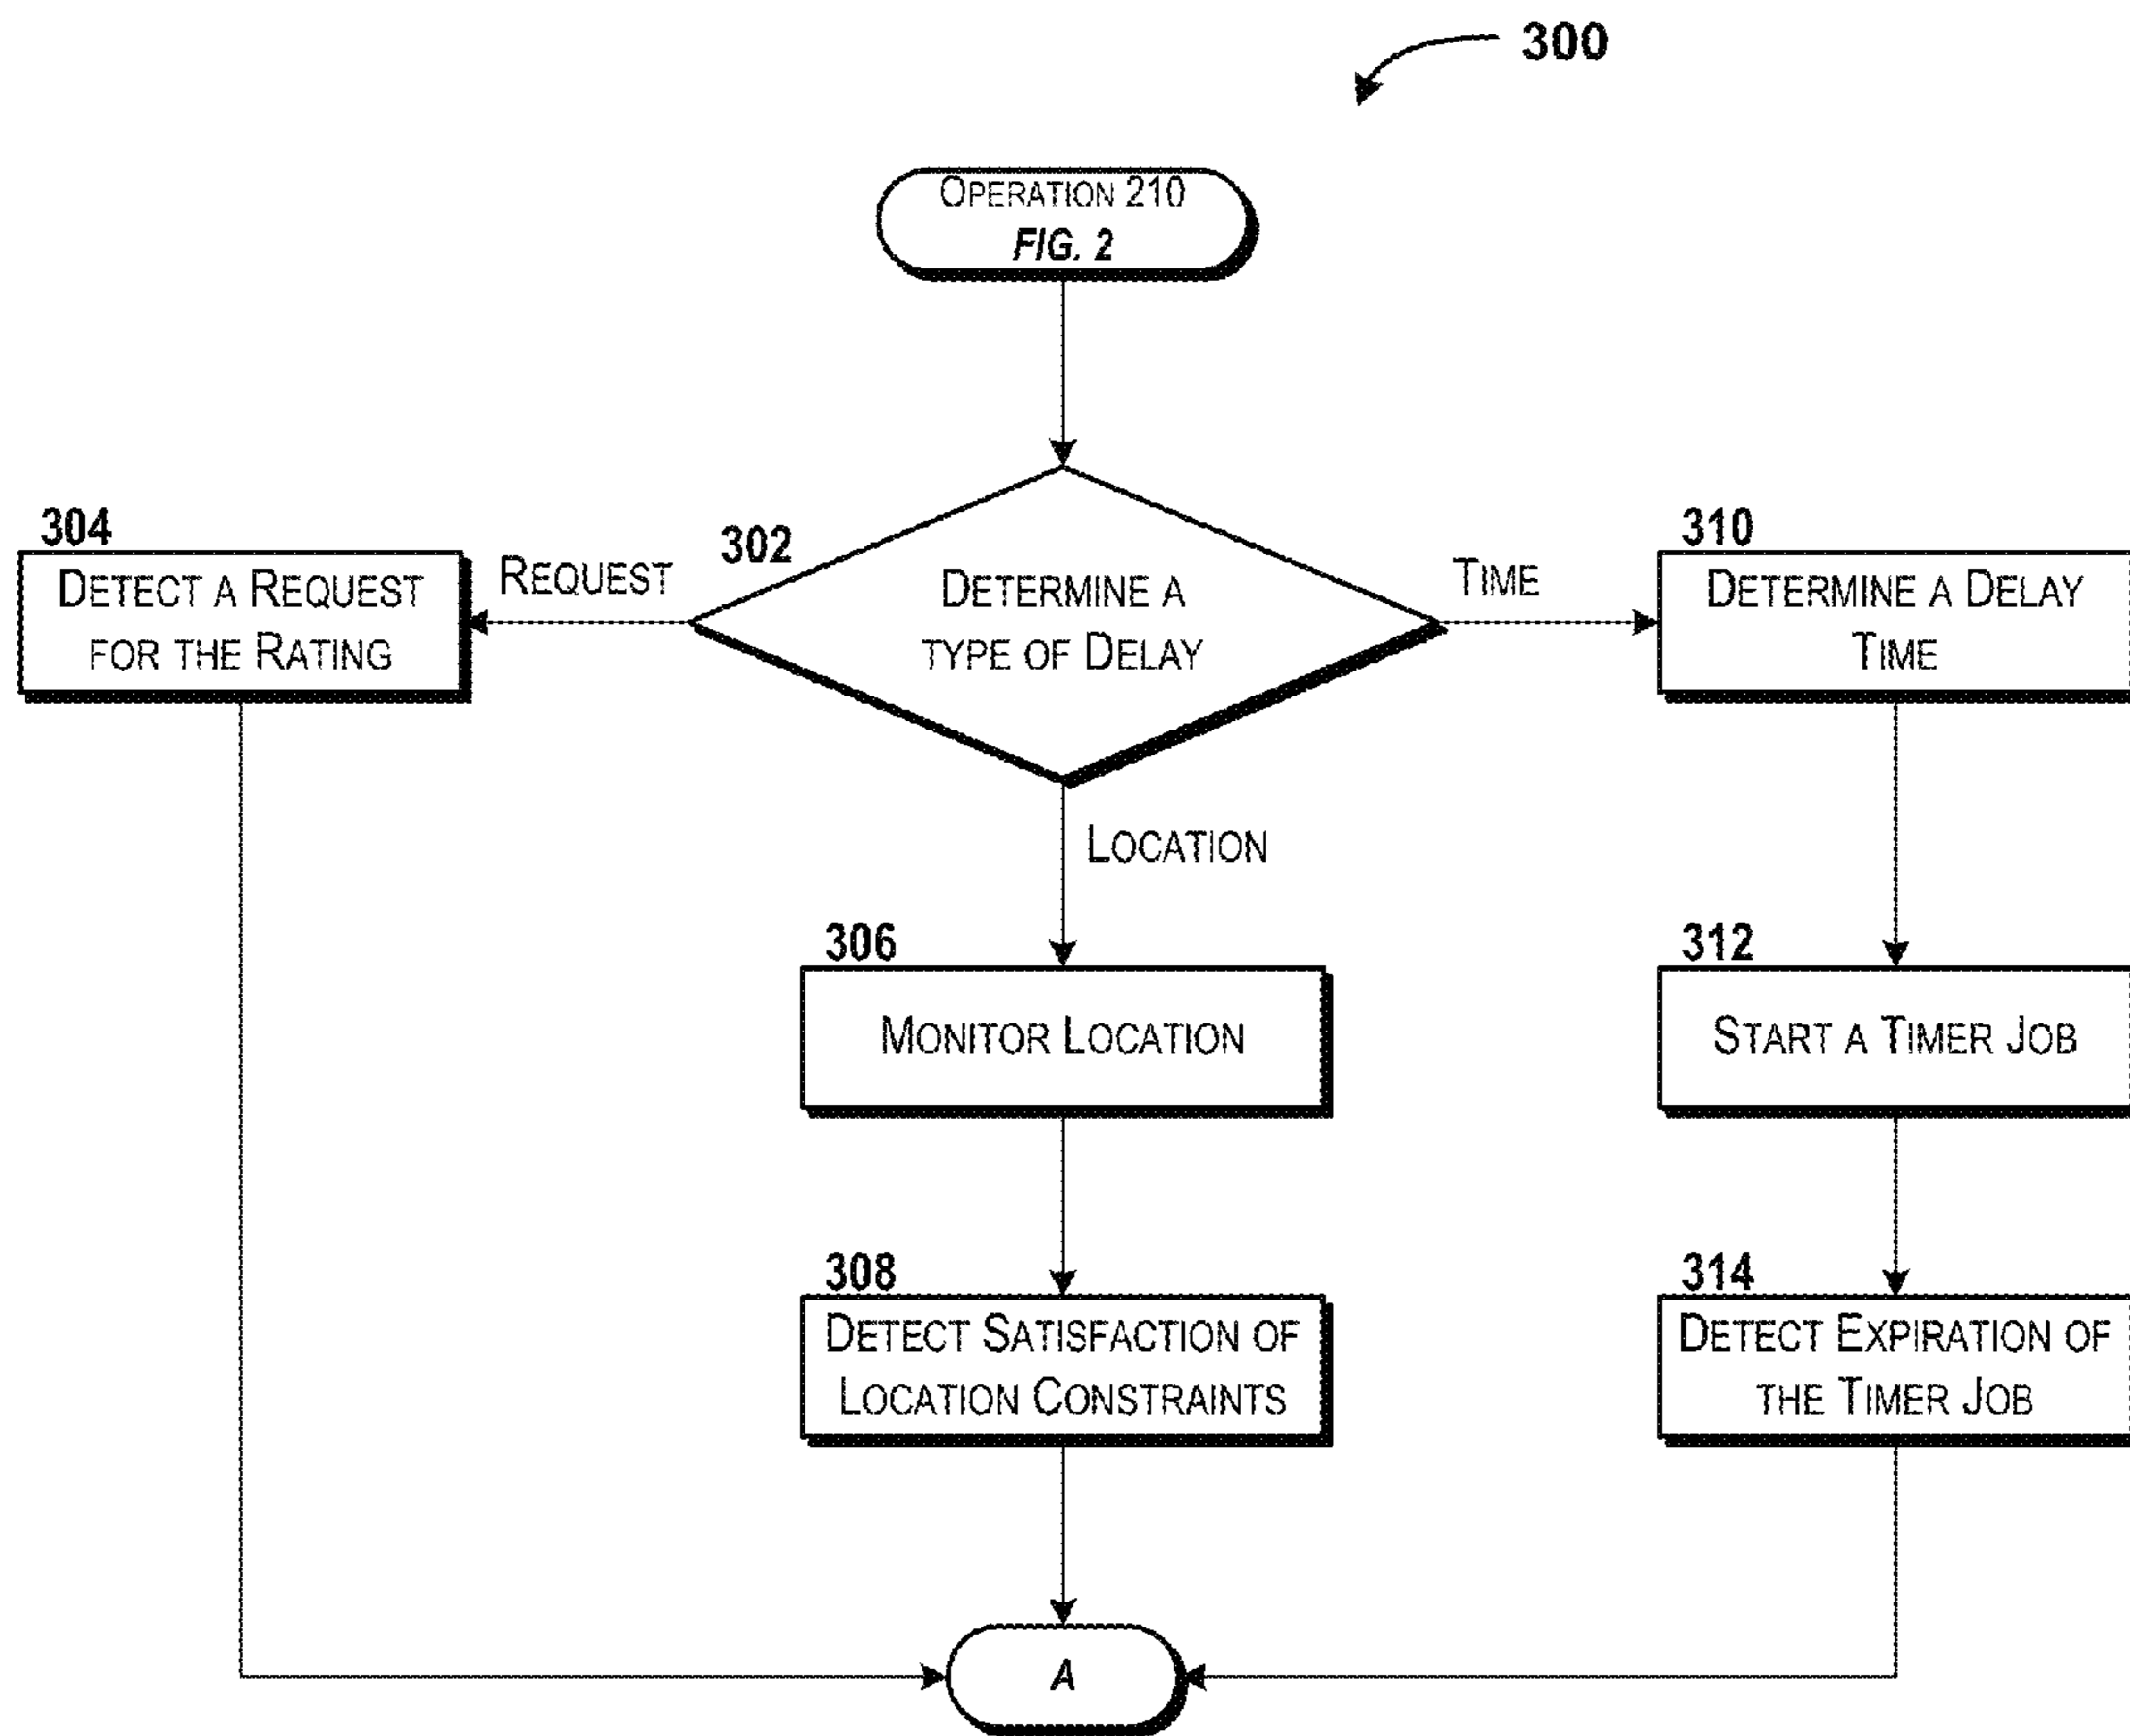 300
OPERATION 210
FIG. 2
304
DETECT A REQUEST
FOR THE RATING
REQUEST
302
DETERMINE A
TYPE OF DELAY
TIME
310
DETERMINE A DELAY
TIME
LOCATION
306
MONITOR LOCATION
312
START A TIMER JOB
308
DETECT SATISFACTION OF
LOCATION CONSTRAINTS
314
DETECT EXPIRATION OF
THE TIMER JOB
A